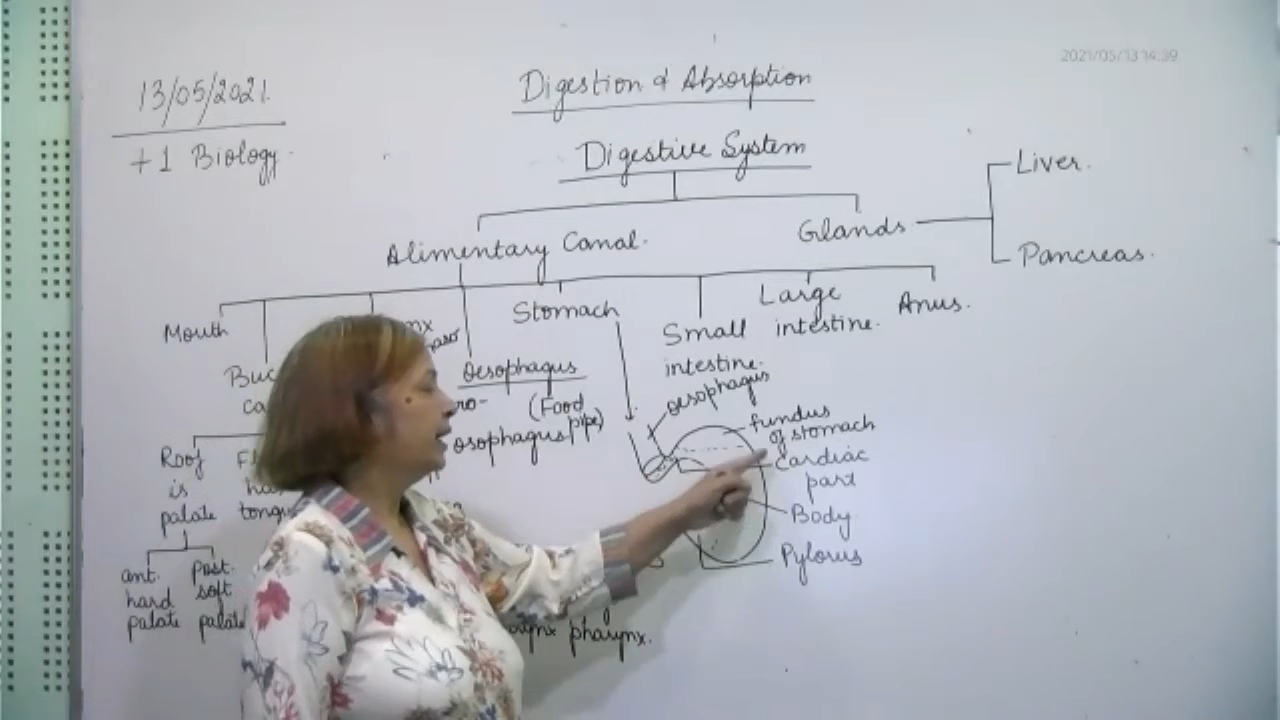 2021/05/13 14:39
13/05/2021.
+1 Biology.
Digestion & Absorption
Digestive System
Alimentary Canal.
Glands
Liver.
Pancreas.
Mouth
Stomach
Small
intestine.
Large
intestine.
Anus.
Oesophagus
(Food
pipe)
Roof
is
palate
ant.
hard
palate
post.
soft
palate
oesophagus
fundus
of stomach
Cardiac
part
Body
Pylorus
pharynx.